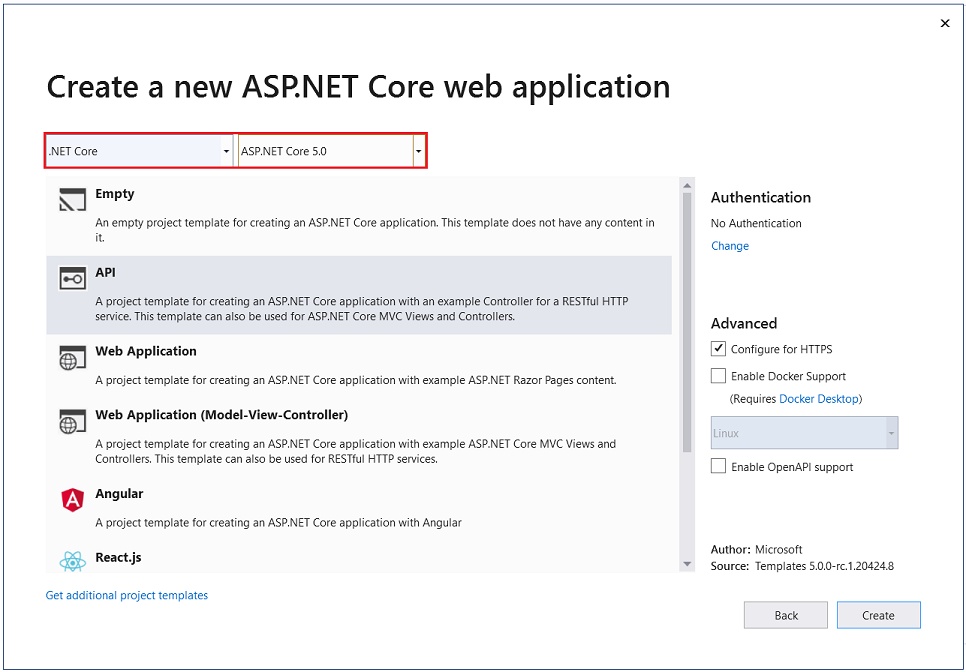 Create a new ASP.NET Core web application
.NET Core
ASP.NET Core 5.0
Empty
An empty project template for creating an ASP.NET Core application. This template does not have any content in
it.
API
A project template for creating an ASP.NET Core application with an example Controller for a RESTful HTTP
service. This template can also be used for ASP.NET Core MVC Views and Controllers.
Web Application
A project template for creating an ASP.NET Core application with example ASP.NET Razor Pages content.
Web Application (Model-View-Controller)
A project template for creating an ASP.NET Core application with example ASP.NET Core MVC Views and
Controllers. This template can also be used for RESTful HTTP services.
Angular
A project template for creating an ASP.NET Core application with Angular
React.js
Get additional project templates
Authentication
No Authentication
Change
Advanced
Configure for HTTPS
Enable Docker Support
(Requires Docker Desktop)
Linux
Enable OpenAPI support
Author: Microsoft
Source: Templates 5.0.0-rc.1.20424.8
Back
Create